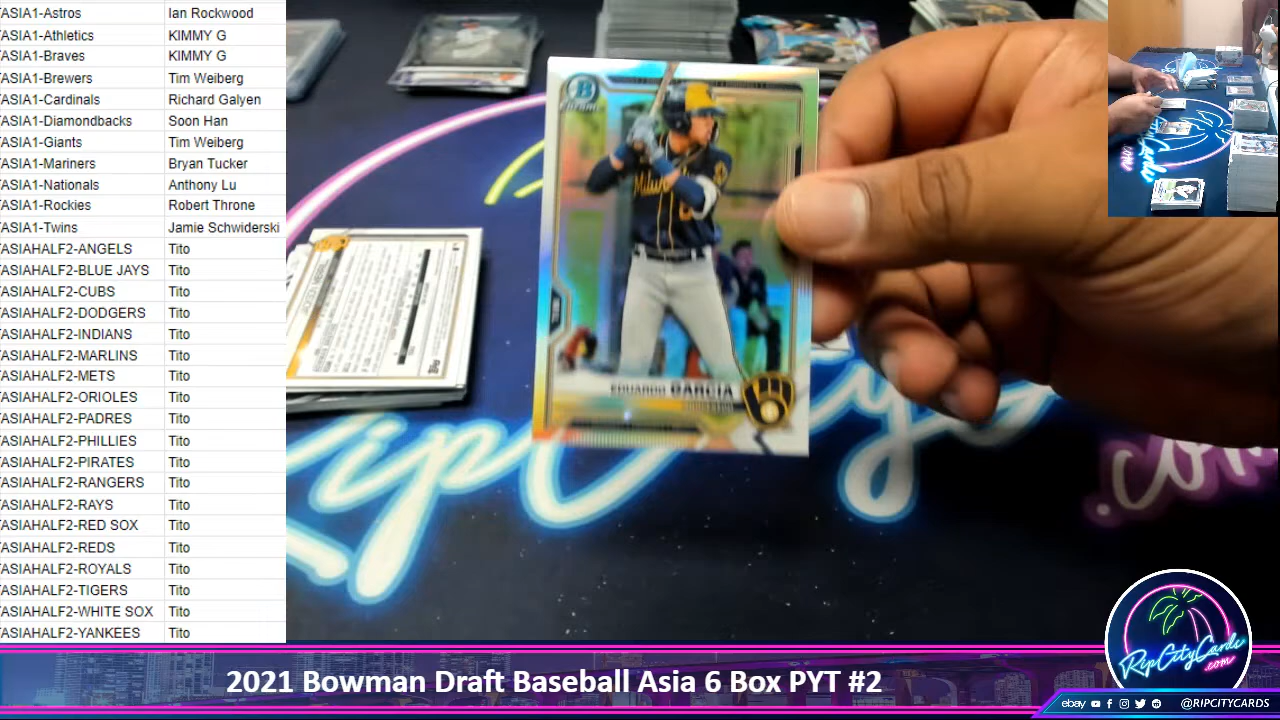 ASIA1-Astros Ian Rockwood
ASIA1-Athletics KIMMY G
ASIA1-Braves KIMMY G
ASIA1-Brewers Tim Weiberg
ASIA1-Cardinals Richard Galyen
ASIA1-Diamondbacks Soon Han
ASIA1-Giants Tim Weiberg
ASIA1-Mariners Bryan Tucker
ASIA1-Nationals Anthony Lu
ASIA1-Rockies Robert Throne
ASIA1-Twins Jamie Schwiderski
ASIAHALF2-ANGELS Tito
ASIAHALF2-BLUE JAYS Tito
ASIAHALF2-CUBS Tito
ASIAHALF2-DODGERS Tito
ASIAHALF2-INDIANS Tito
ASIAHALF2-MARLINS Tito
ASIAHALF2-METS Tito
ASIAHALF2-ORIOLES Tito
ASIAHALF2-PADRES Tito
ASIAHALF2-PHILLIES Tito
ASIAHALF2-PIRATES Tito
ASIAHALF2-RANGERS Tito
ASIAHALF2-RAYS Tito
ASIAHALF2-RED SOX Tito
ASIAHALF2-REDS Tito
ASIAHALF2-ROYALS Tito
ASIAHALF2-TIGERS Tito
ASIAHALF2-WHITE SOX Tito
ASIAHALF2-YANKEES Tito
B
Chrome
EDUARDO GARCIA
Topps
RipCity
.com
RipCityCards
.com
2021 Bowman Draft Baseball Asia 6 Box PYT #2
ebay @RIPCITYCARDS